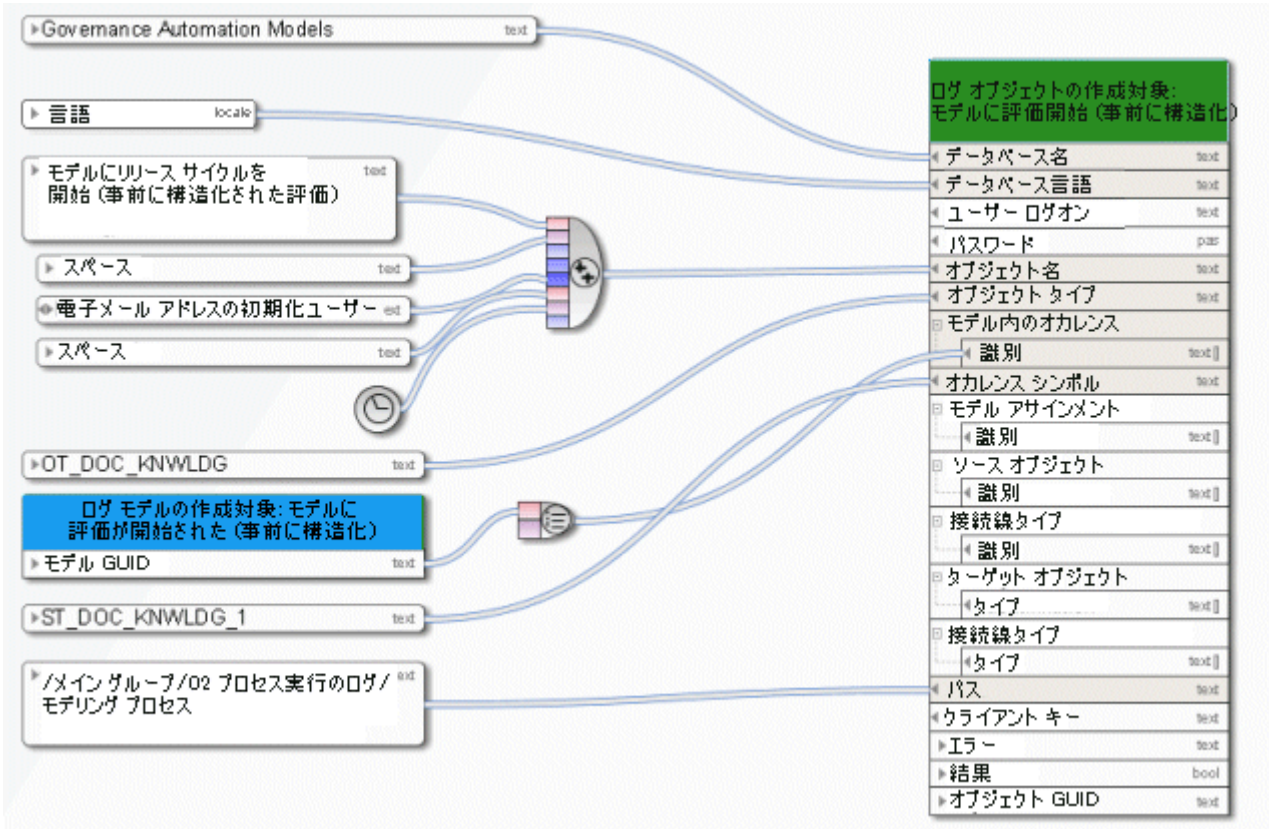 Governance Automation Models text
言語 locale
モデルにリリース サイクルを text
開始 (事前に構造化された評価)
スペース text
電子メール アドレスの初期化ユーザー ext
スペース text
OT_DOC_KNWLDG text
ログ モデルの作成対象: モデルに
評価が開始された (事前に構造化)
モデル GUID text
ST_DOC_KNWLDG_1 text
/メイン グループ/02 プロセス実行のログ/ ext
モデリング プロセス
ログ オブジェクトの作成対象:
モデルに評価開始 (事前に構造化)
データベース名 text
データベース言語 text
ユーザー ログオン text
パスワード pas
オブジェクト名 text
オブジェクト タイプ text
モデル内のオカレンス
識別 text[]
オカレンス シンボル text
モデル アサインメント
識別 text[]
ソース オブジェクト
識別 text[]
接続線タイプ
識別 text[]
ターゲット オブジェクト
タイプ text[]
接続線タイプ
タイプ text[]
パス text
クライアント キー text
エラー text
結果 bool
オブジェクト GUID text